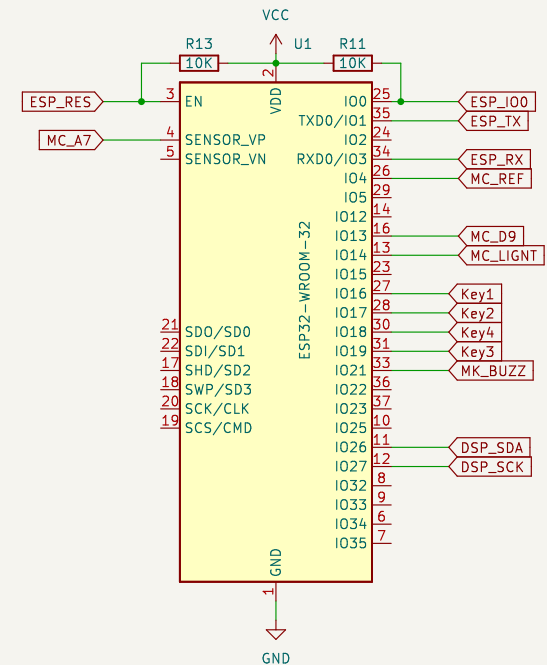 VCC
R13 U1 R11
10K 10K
2
VDD
ESP_RES 3 EN IO0 25 ESP_IO0
TXD0/IO1 35 ESP_TX
MC_A7 4 SENSOR_VP IO2 24
5 SENSOR_VN RXD0/IO3 34 ESP_RX
IO4 26 MC_REF
IO5 29
IO12 14
IO13 16 MC_D9
IO14 13 MC_LIGNT
IO15 23
ESP32-WROOM-32
IO16 27 Key1
IO17 28 Key2
21 SDO/SD0 IO18 30 Key4
22 SDI/SD1 IO19 31 Key3
17 SHD/SD2 IO21 33 MK_BUZZ
18 SWP/SD3 IO22 36
20 SCK/CLK IO23 37
19 SCS/CMD IO25 10
IO26 11 DSP_SDA
IO27 12 DSP_SCK
IO32 8
IO33 9
IO34 6
IO35 7
GND
1
GND